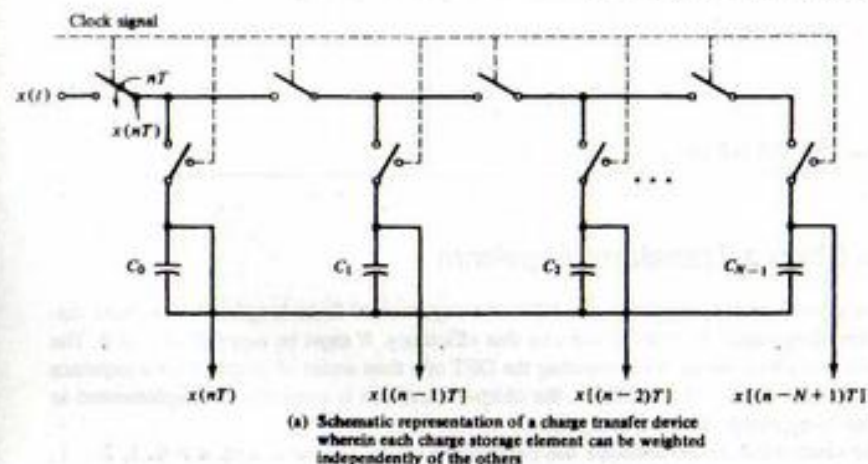 Clock signal
x(t)
nT
x(nT)
C₀
C₁
C₂
. . .
C_{N-1}
x(nT)
x[(n-1)T]
x[(n-2)T]
x[(n-N+1)T]
(a) Schematic representation of a charge transfer device
wherein each charge storage element can be weighted
independently of the others